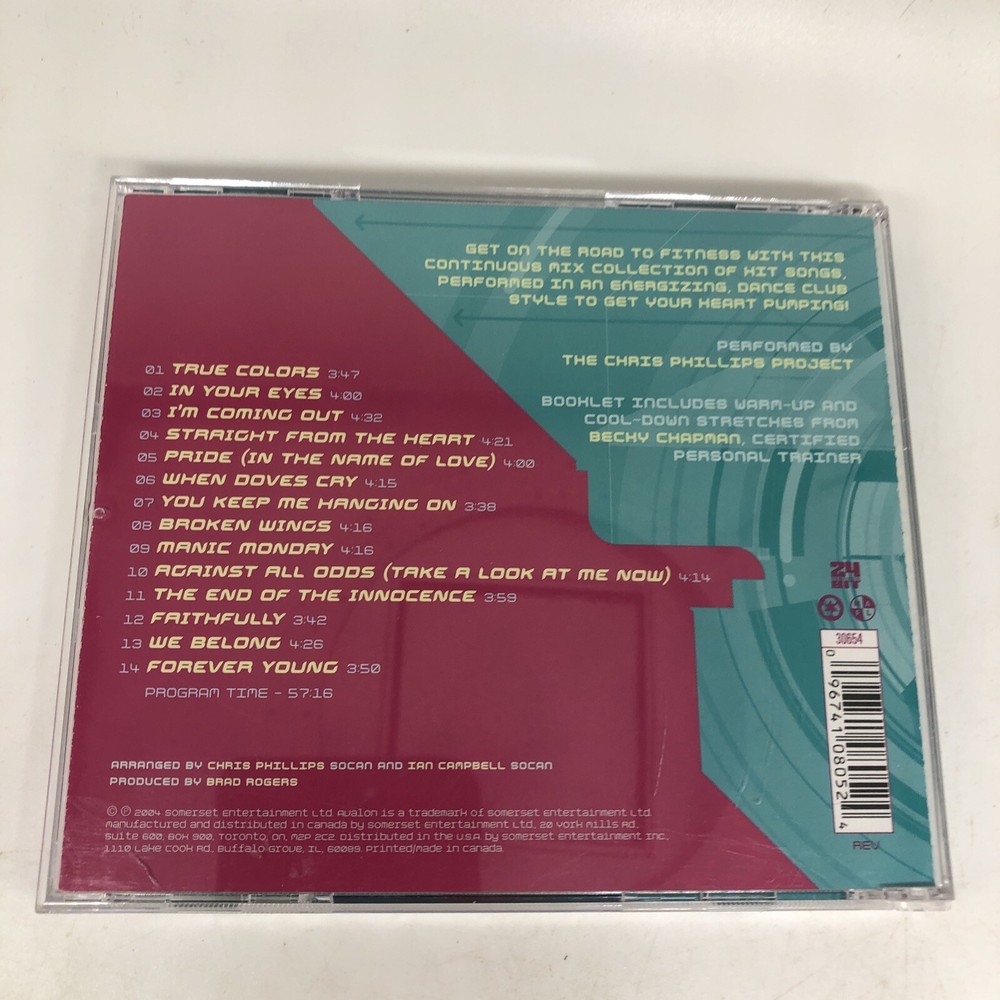 GET ON THE ROAD TO FITNESS WITH THIS
CONTINUOUS MIX COLLECTION OF HIT SONGS,
PERFORMED IN AN ENERGIZING, DANCE CLUB
STYLE TO GET YOUR HEART PUMPING!
PERFORMED BY
THE CHRIS PHILLIPS PROJECT
BOOKLET INCLUDES WARM-UP AND
COOL-DOWN STRETCHES FROM
BECKY CHAPMAN, CERTIFIED
PERSONAL TRAINER
01 TRUE COLORS 3:47
02 IN YOUR EYES 4:00
03 I'M COMING OUT 4:32
04 STRAIGHT FROM THE HEART 4:21
05 PRIDE (IN THE NAME OF LOVE) 4:00
06 WHEN DOVES CRY 4:15
07 YOU KEEP ME HANGING ON 3:38
08 BROKEN WINGS 4:16
09 MANIC MONDAY 4:16
10 AGAINST ALL ODDS (TAKE A LOOK AT ME NOW) 4:14
11 THE END OF THE INNOCENCE 3:59
12 FAITHFULLY 3:42
13 WE BELONG 4:26
14 FOREVER YOUNG 3:50
PROGRAM TIME - 57:16
ARRANGED BY CHRIS PHILLIPS SOCAN AND IAN CAMPBELL SOCAN
PRODUCED BY BRAD ROGERS
© ℗ 2004 Somerset Entertainment Ltd. Avalon is a trademark of Somerset Entertainment Ltd.
Manufactured and distributed in Canada by Somerset Entertainment Ltd., 20 York Mills Rd.,
Suite 600, Box 900, Toronto, ON, M2P 2C2. Distributed in the U.S.A. by Somerset Entertainment Inc.,
1110 Lake Cook Rd., Buffalo Grove, IL, 60089. Printed/made in Canada.
24
BIT
30654
0 96741 08052 4
REV